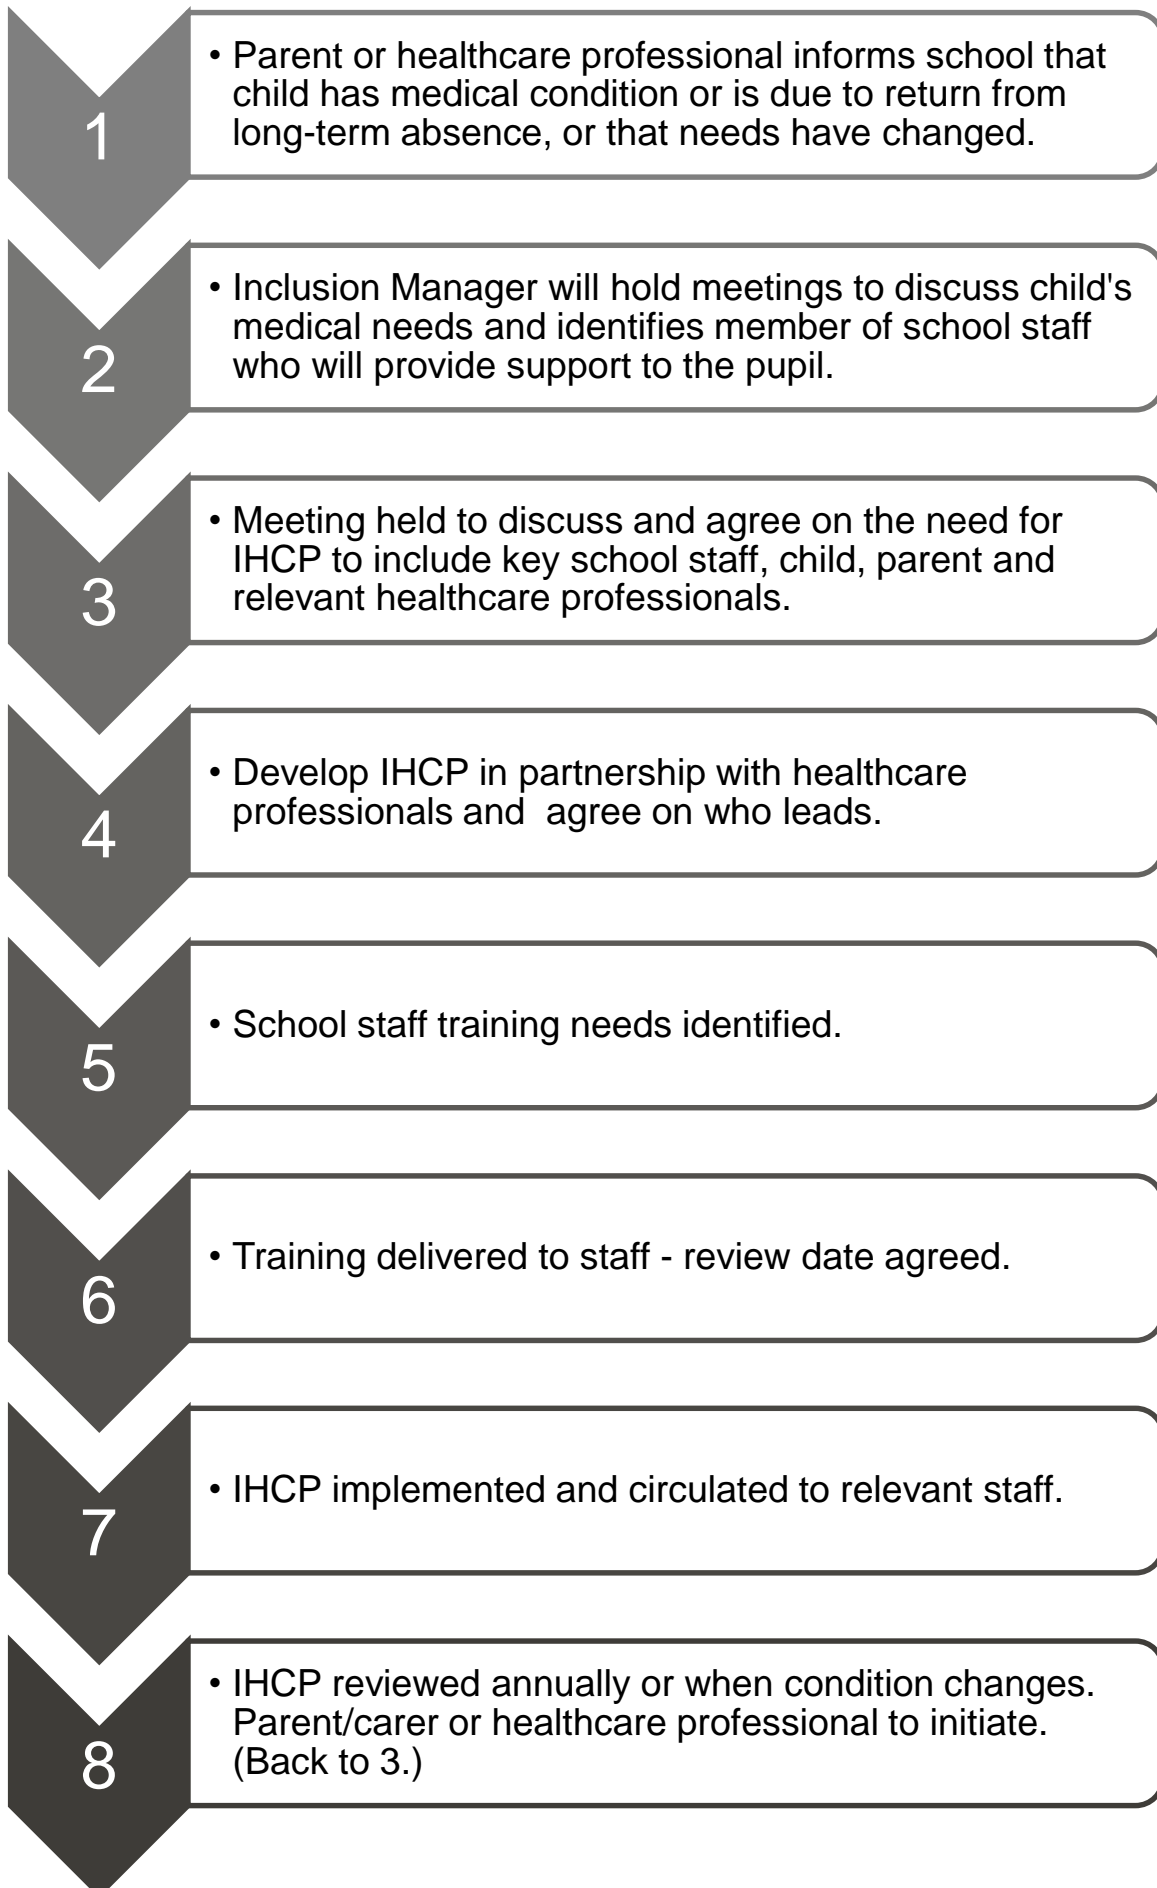 1
• Parent or healthcare professional informs school that
child has medical condition or is due to return from
long-term absence, or that needs have changed.
2
• Inclusion Manager will hold meetings to discuss child's
medical needs and identifies member of school staff
who will provide support to the pupil.
3
• Meeting held to discuss and agree on the need for
IHCP to include key school staff, child, parent and
relevant healthcare professionals.
4
• Develop IHCP in partnership with healthcare
professionals and  agree on who leads.
5
• School staff training needs identified.
6
• Training delivered to staff - review date agreed.
7
• IHCP implemented and circulated to relevant staff.
8
• IHCP reviewed annually or when condition changes.
Parent/carer or healthcare professional to initiate.
(Back to 3.)